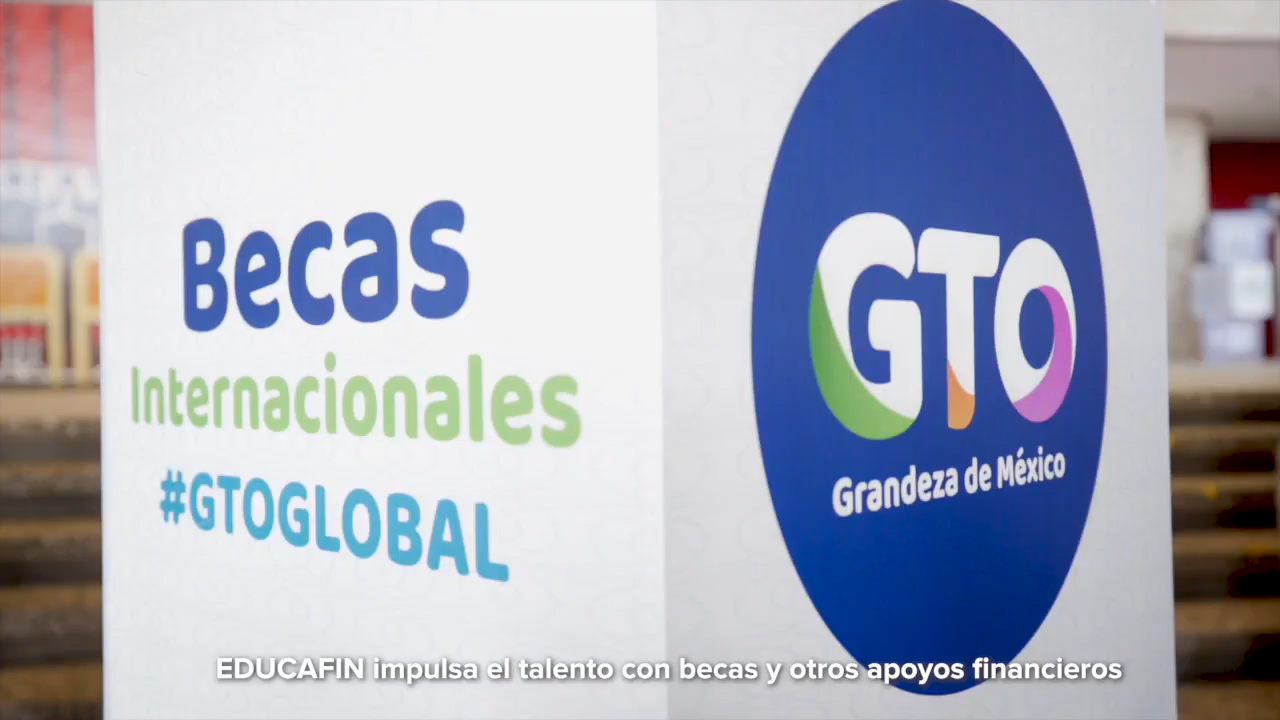 Becas
Internacionales
#GTOGLOBAL
GTO
Grandeza de México
EDUCAFIN impulsa el talento con becas y otros apoyos financieros